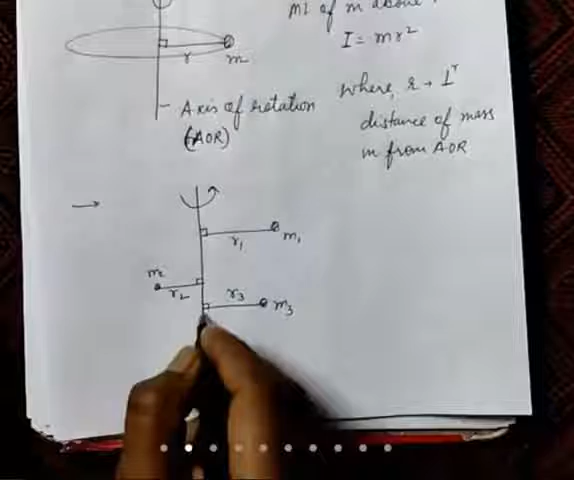 MI of m about
I = mr²
r m
Axis of rotation
(AOR)
where, r → ⊥r
distance of mass
m from AOR
→
r₁ m₁
m₂
r₂
r₃ m₃